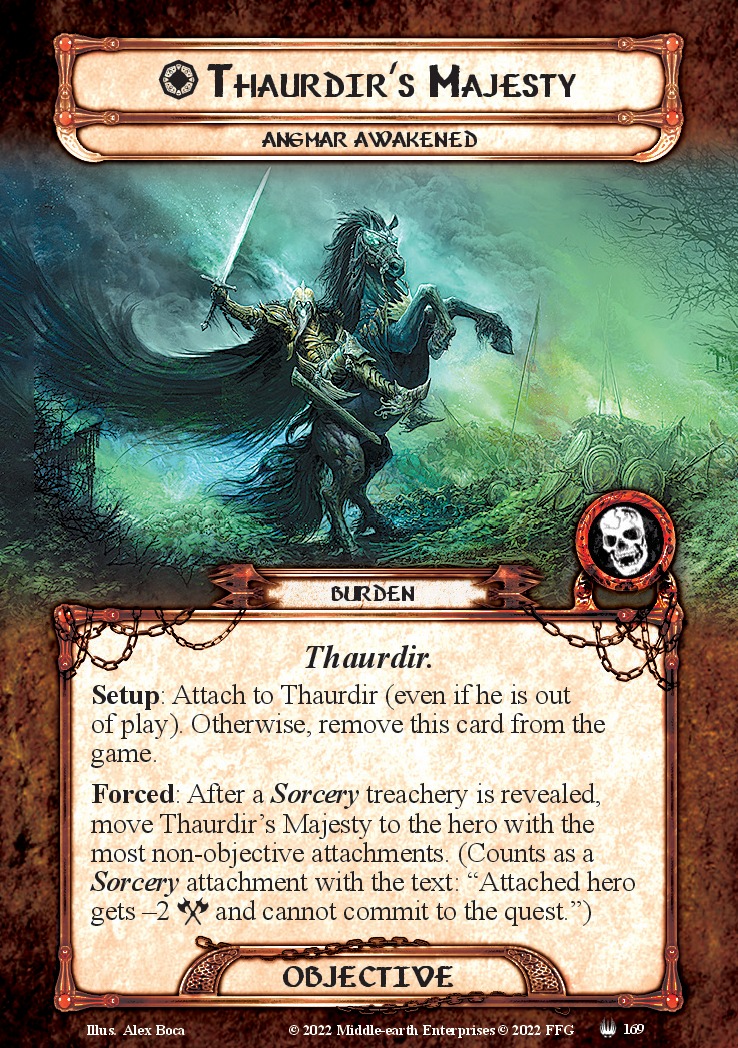 Thaurdir's Majesty
Angmar Awakened
Burden
Thaurdir.
Setup: Attach to Thaurdir (even if he is out
of play). Otherwise, remove this card from the
game.
Forced: After a Sorcery treachery is revealed,
move Thaurdir’s Majesty to the hero with the
most non-objective attachments. (Counts as a
Sorcery attachment with the text: “Attached hero
gets –2 and cannot commit to the quest.”)
OBJECTIVE
Illus. Alex Boca © 2022 Middle-earth Enterprises © 2022 FFG 169